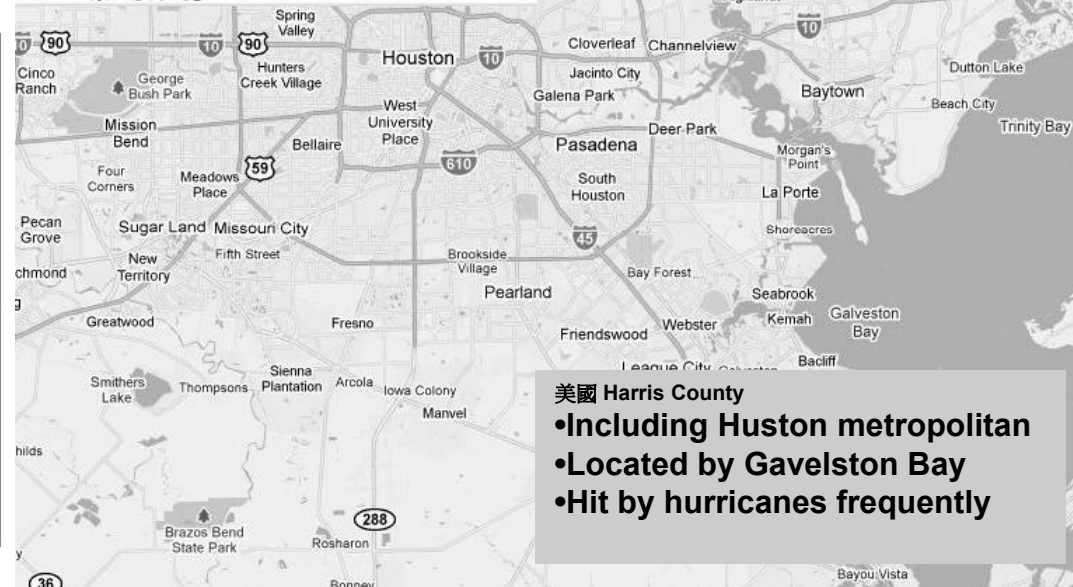 Spring
Valley
90
10
90
10
10
Houston
Cloverleaf
Channelview
Cinco
Ranch
George
Bush Park
Hunters
Creek Village
Jacinto City
Dutton Lake
Galena Park
Baytown
Beach City
West
University
Place
Mission
Bend
Bellaire
Deer Park
Trinity Bay
Pasadena
Morgan's
Point
610
Four
Corners
Meadows
Place
59
South
Houston
La Porte
Pecan
Grove
Sugar Land
Missouri City
Shoreacres
45
New
Territory
Fifth Street
Brookside
Village
Bay Forest
chmond
Pearland
Seabrook
Kemah
Galveston
Bay
Greatwood
Fresno
Friendswood
Webster
League City
Bacliff
Smithers
Lake
Thompsons
Sienna
Plantation
Arcola
Iowa Colony
Manvel
美國 Harris County
•Including Huston metropolitan
•Located by Gavelston Bay
•Hit by hurricanes frequently
hilds
288
Brazos Bend
State Park
Rosharon
Bonney
36
Bayou Vista